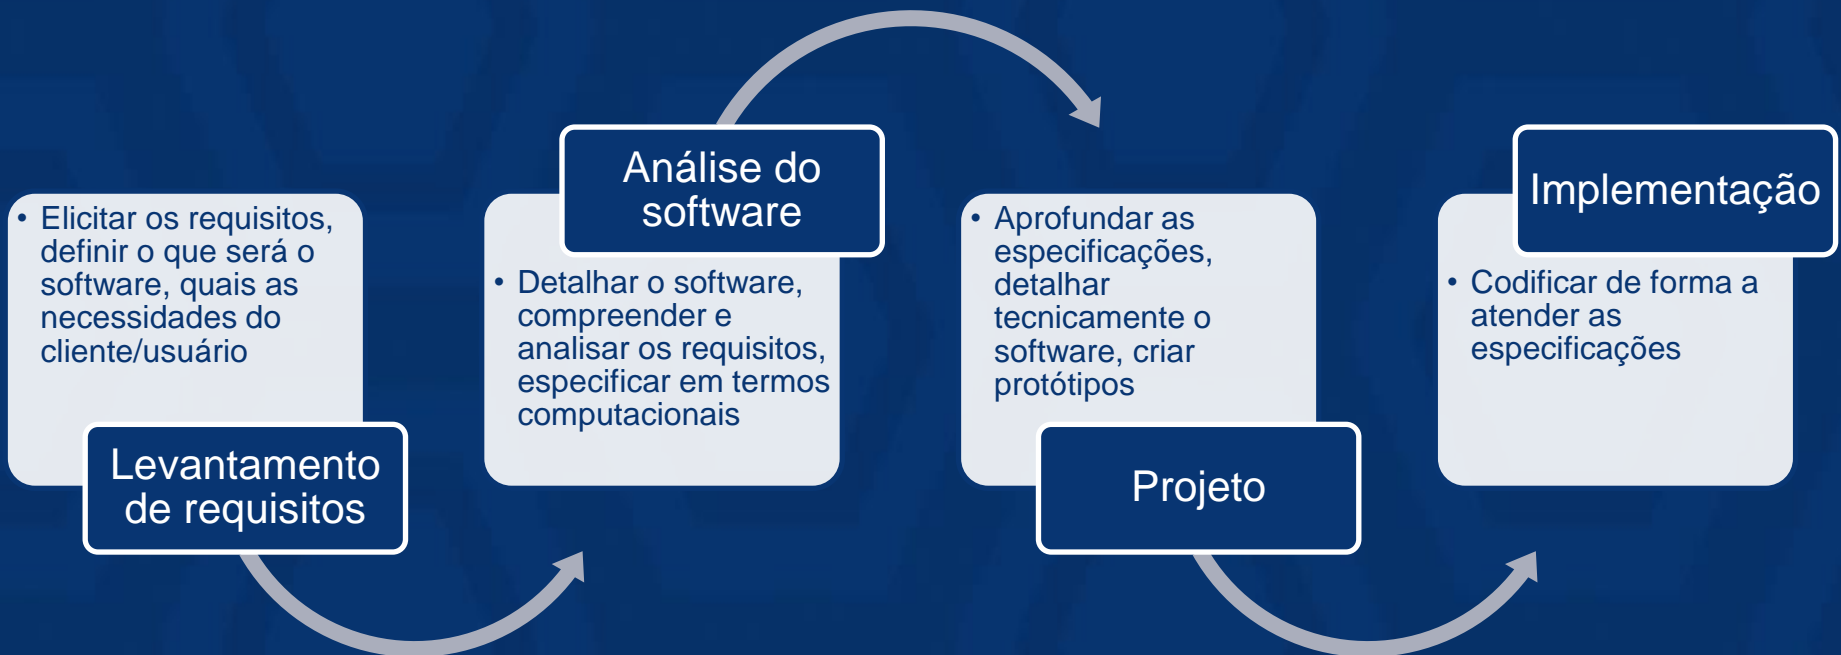 • Elicitar os requisitos,
definir o que será o
software, quais as
necessidades do
cliente/usuário
Levantamento
de requisitos
Análise do
software
• Detalhar o software,
compreender e
analisar os requisitos,
especificar em termos
computacionais
• Aprofundar as
especificações,
detalhar
tecnicamente o
software, criar
protótipos
Projeto
Implementação
• Codificar de forma a
atender as
especificações